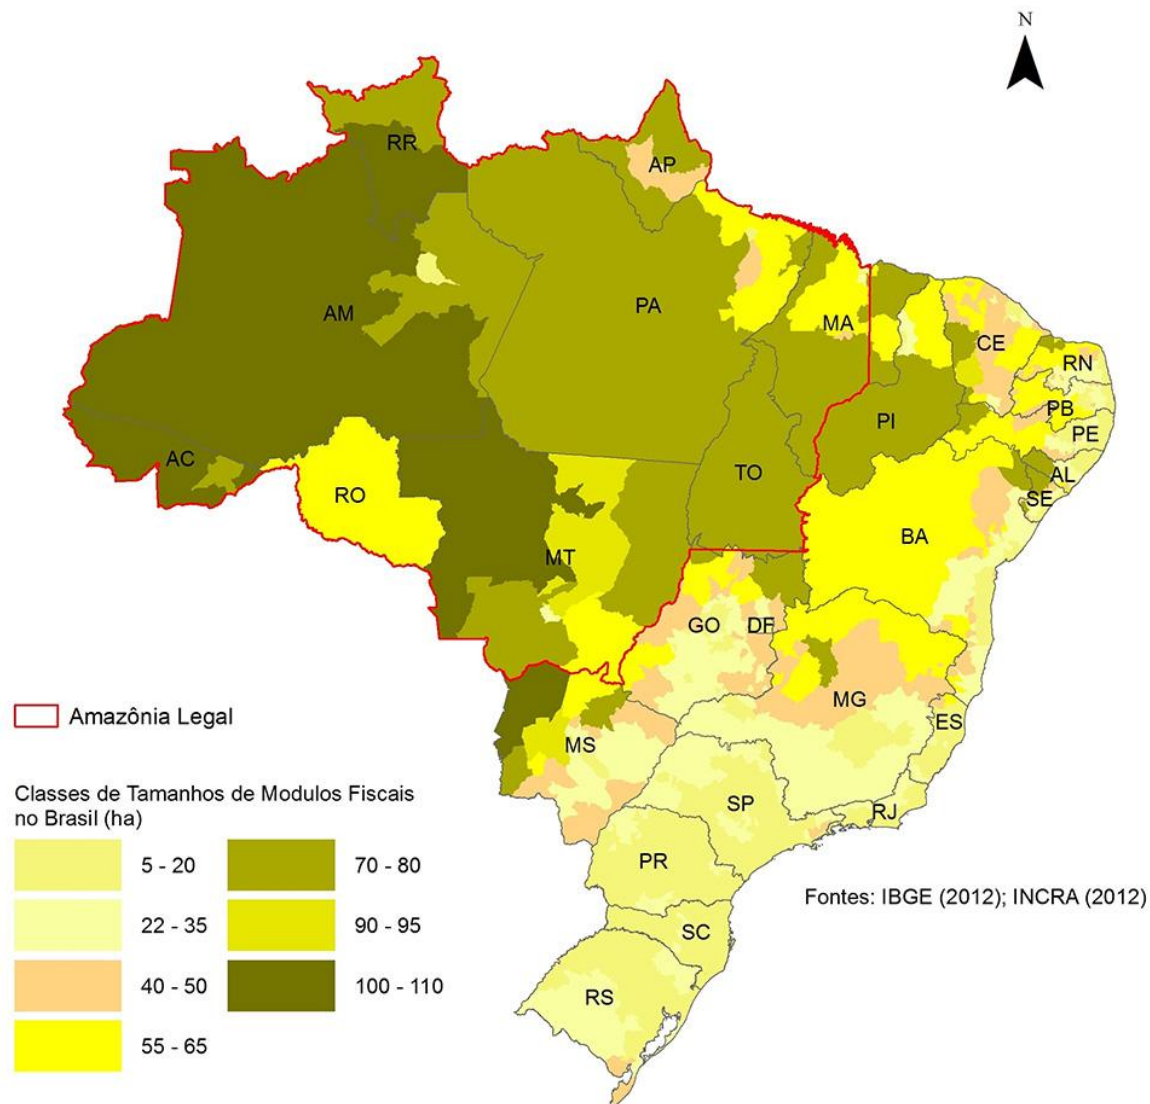 N
RR
AP
AM
PA
MA
CE
RN
PB
PI
PE
AC
TO
AL
RO
SE
BA
MT
GO
DF
MG
ES
MS
SP
RJ
PR
SC
RS
Amazônia Legal
Classes de Tamanhos de Modulos Fiscais
no Brasil (ha)
5 - 20
70 - 80
22 - 35
90 - 95
40 - 50
100 - 110
55 - 65
Fontes: IBGE (2012); INCRA (2012)